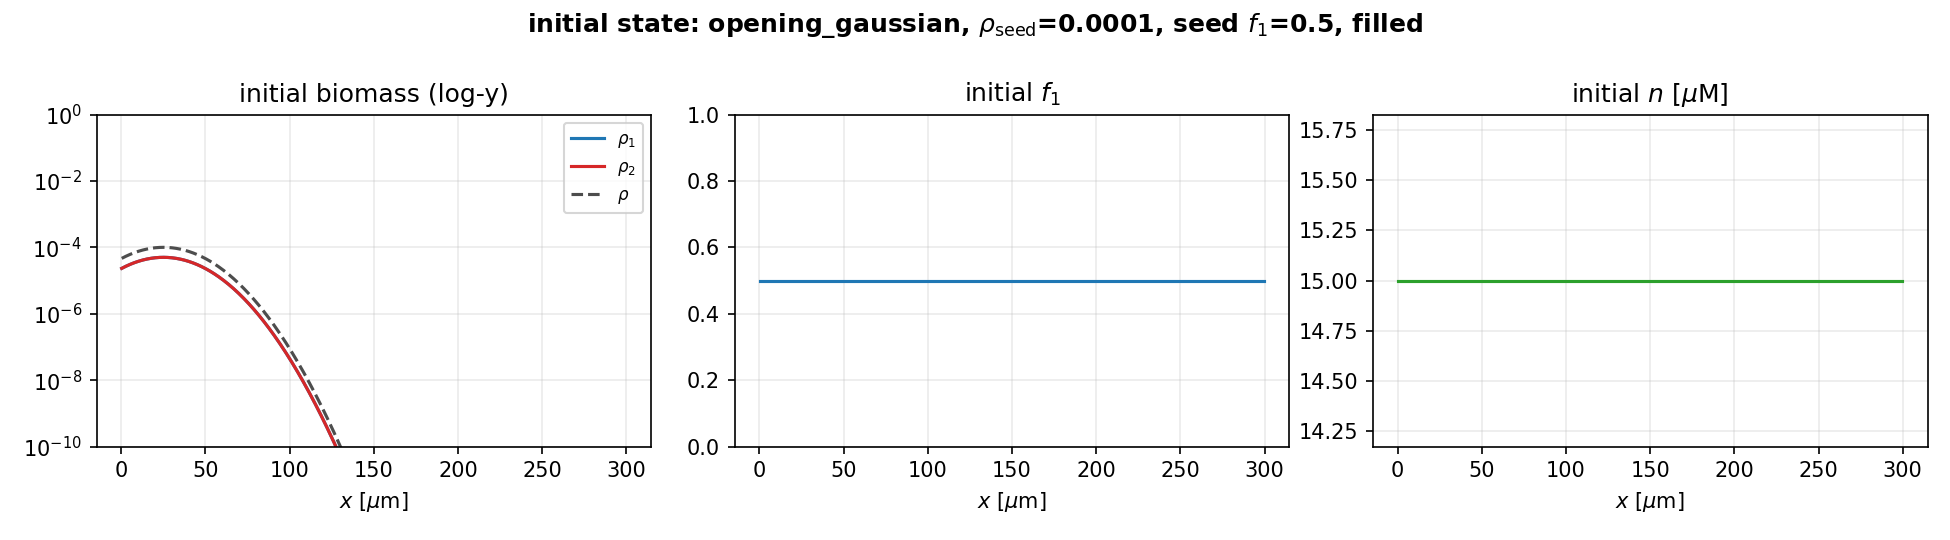 initial state: opening_gaussian, ρseed=0.0001, seed f1=0.5, filled
initial biomass (log-y)
10^0
10^−2
10^−4
10^−6
10^−8
10^−10
ρ1
ρ2
ρ
0 50 100 150 200 250 300
x [μm]
initial f1
1.0
0.8
0.6
0.4
0.2
0.0
0 50 100 150 200 250 300
x [μm]
initial n [μM]
15.75
15.50
15.25
15.00
14.75
14.50
14.25
0 50 100 150 200 250 300
x [μm]